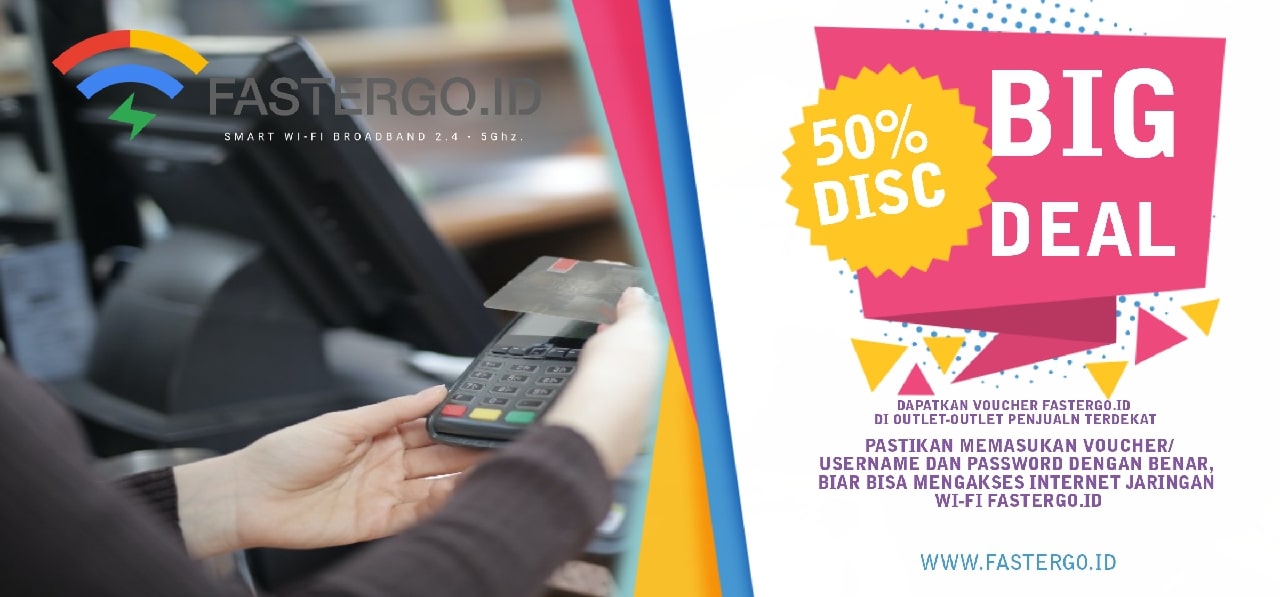 FASTERGO.ID
SMART WI-FI BROADBAND 2.4 - 5Ghz.
50%
DISC
BIG
DEAL
DAPATKAN VOUCHER FASTERGO.ID
DI OUTLET-OUTLET PENJUALN TERDEKAT
PASTIKAN MEMASUKAN VOUCHER/
USERNAME DAN PASSWORD DENGAN BENAR,
BIAR BISA MENGAKSES INTERNET JARINGAN
WI-FI FASTERGO.ID
WWW.FASTERGO.ID